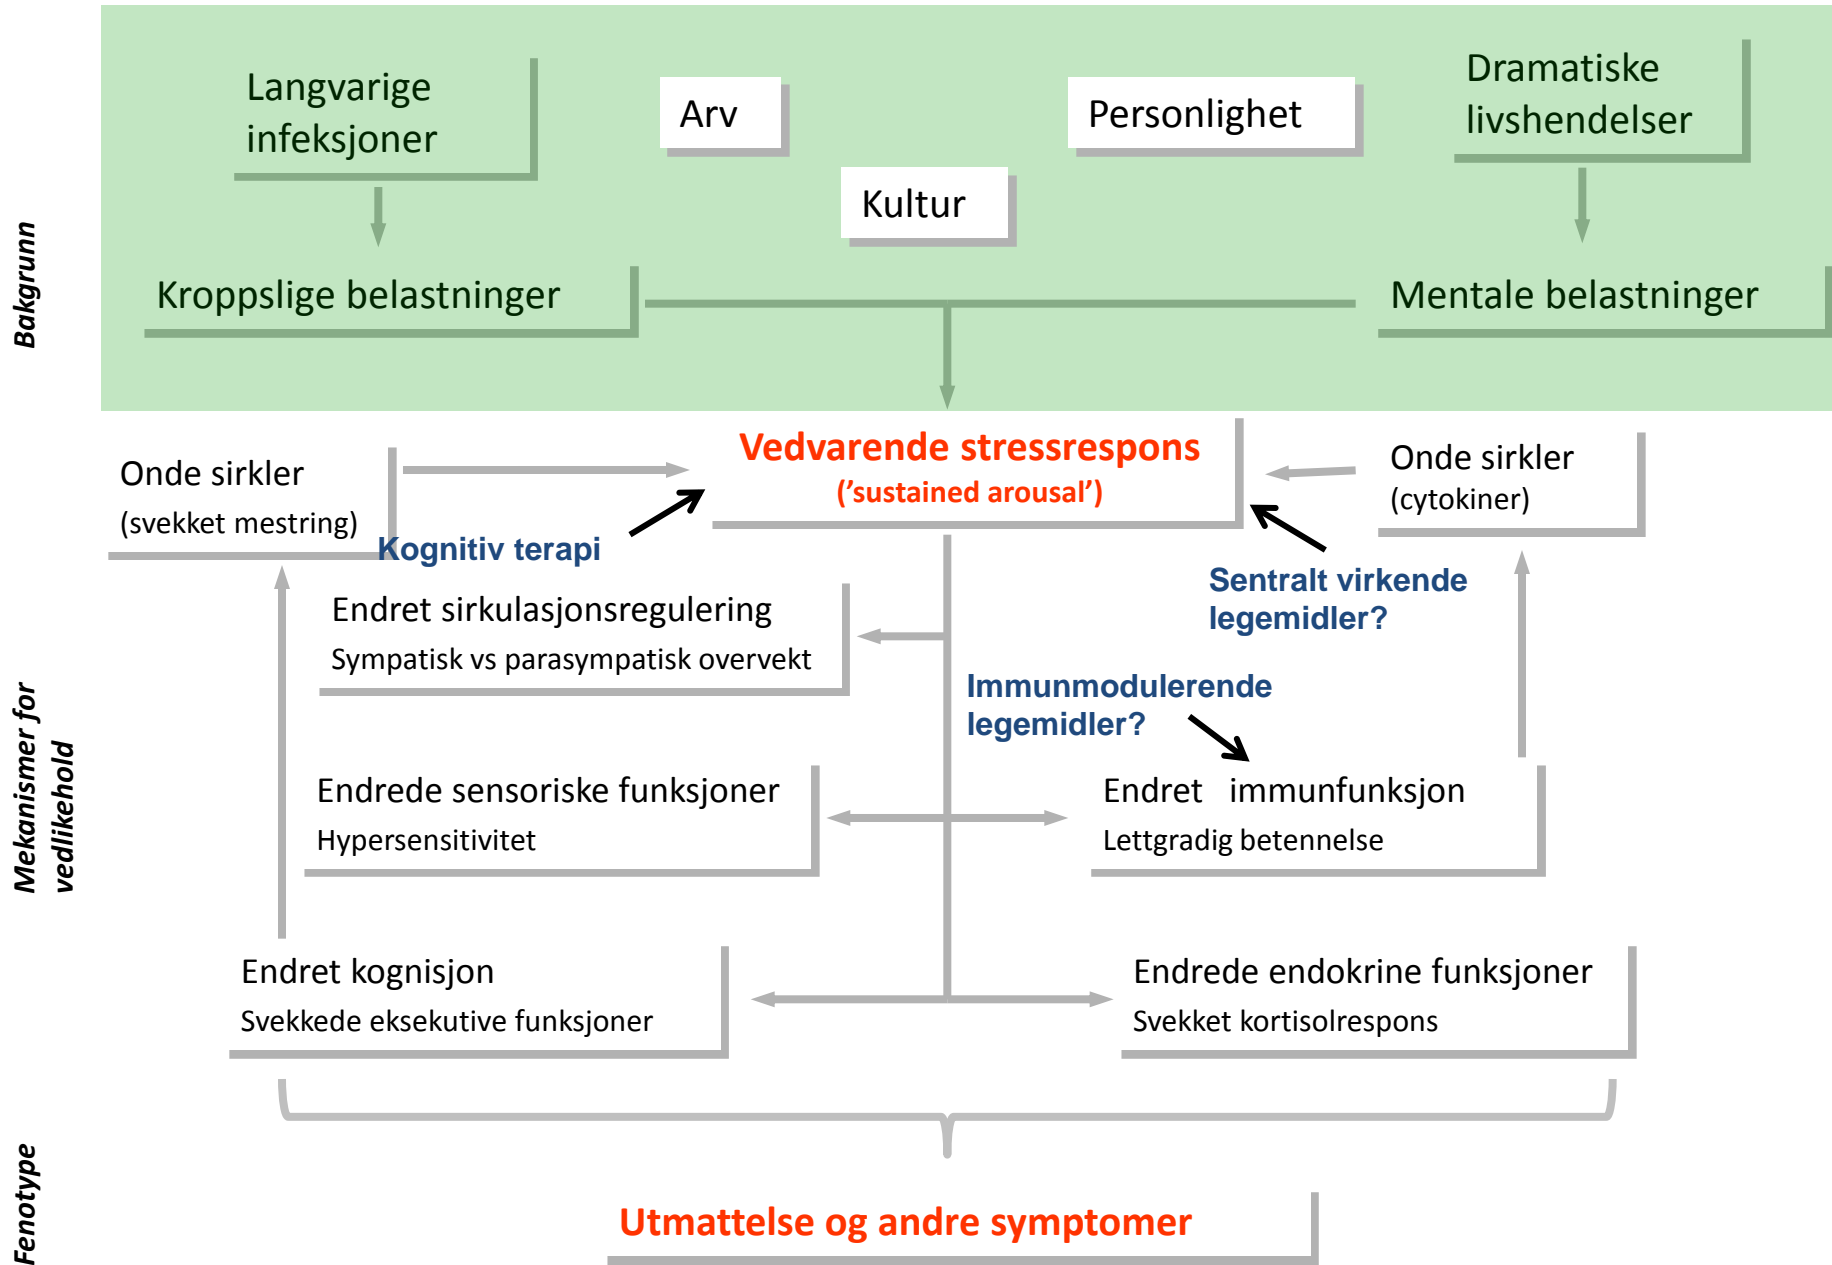 Bakgrunn
Langvarige
infeksjoner
Arv
Personlighet
Dramatiske
livshendelser
Kultur
Kroppslige belastninger
Mentale belastninger
Mekanismer for
vedlikehold
Onde sirkler
(svekket mestring)
Vedvarende stressrespons
(’sustained arousal’)
Onde sirkler
(cytokiner)
Kognitiv terapi
Sentralt virkende
legemidler?
Endret sirkulasjonsregulering
Sympatisk vs parasympatisk overvekt
Immunmodulerende
legemidler?
Endrede sensoriske funksjoner
Hypersensitivitet
Endret immunfunksjon
Lettgradig betennelse
Endret kognisjon
Svekkede eksekutive funksjoner
Endrede endokrine funksjoner
Svekket kortisolrespons
Fenotype
Utmattelse og andre symptomer